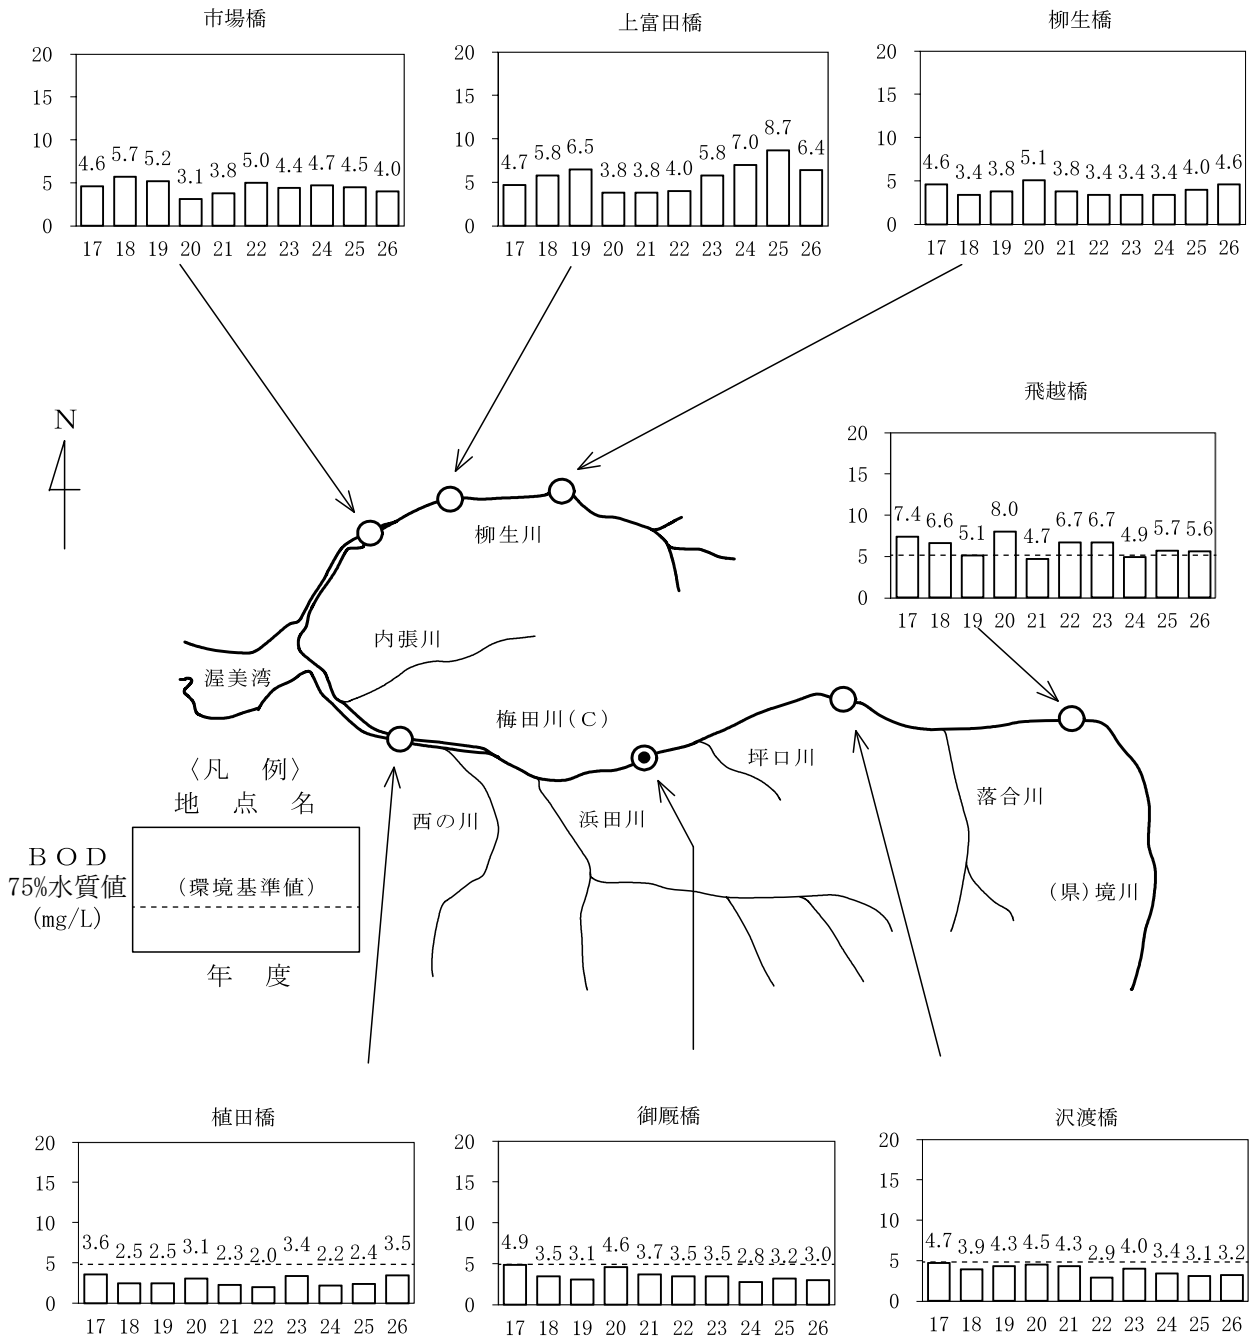 市場橋
20
15
10
5
0
4.6 5.7 5.2 3.1 3.8 5.0 4.4 4.7 4.5 4.0
17 18 19 20 21 22 23 24 25 26
上富田橋
20
15
10
5
0
4.7 5.8 6.5 3.8 3.8 4.0 5.8 7.0 8.7 6.4
17 18 19 20 21 22 23 24 25 26
柳生橋
20
15
10
5
0
4.6 3.4 3.8 5.1 3.8 3.4 3.4 3.4 4.0 4.6
17 18 19 20 21 22 23 24 25 26
飛越橋
20
15
10
5
0
7.4 6.6 5.1 8.0 4.7 6.7 6.7 4.9 5.7 5.6
17 18 19 20 21 22 23 24 25 26
N
柳生川
内張川
渥美湾
梅田川(C)
坪口川
落合川
西の川
浜田川
(県)境川
〈凡 例〉
地 点 名
BOD
75%水質値
(mg/L)
(環境基準値)
年 度
植田橋
20
15
10
5
0
3.6 2.5 2.5 3.1 2.3 2.0 3.4 2.2 2.4 3.5
17 18 19 20 21 22 23 24 25 26
御厩橋
20
15
10
5
0
4.9 3.5 3.1 4.6 3.7 3.5 3.5 2.8 3.2 3.0
17 18 19 20 21 22 23 24 25 26
沢渡橋
20
15
10
5
0
4.7 3.9 4.3 4.5 4.3 2.9 4.0 3.4 3.1 3.2
17 18 19 20 21 22 23 24 25 26